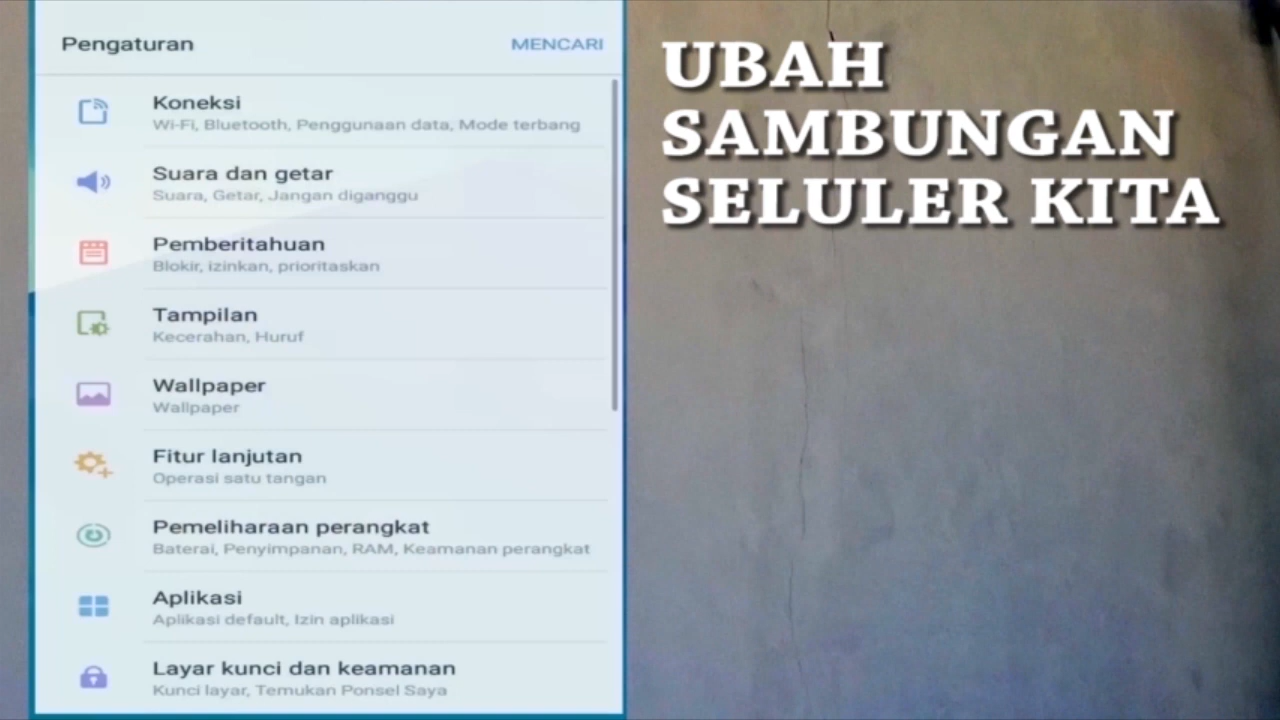 Pengaturan
MENCARI
Koneksi
Wi-Fi, Bluetooth, Penggunaan data, Mode terbang
Suara dan getar
Suara, Getar, Jangan diganggu
Pemberitahuan
Blokir, izinkan, prioritaskan
Tampilan
Kecerahan, Huruf
Wallpaper
Wallpaper
Fitur lanjutan
Operasi satu tangan
Pemeliharaan perangkat
Baterai, Penyimpanan, RAM, Keamanan perangkat
Aplikasi
Aplikasi default, Izin aplikasi
Layar kunci dan keamanan
Kunci layar, Temukan Ponsel Saya
UBAH
SAMBUNGAN
SELULER KITA